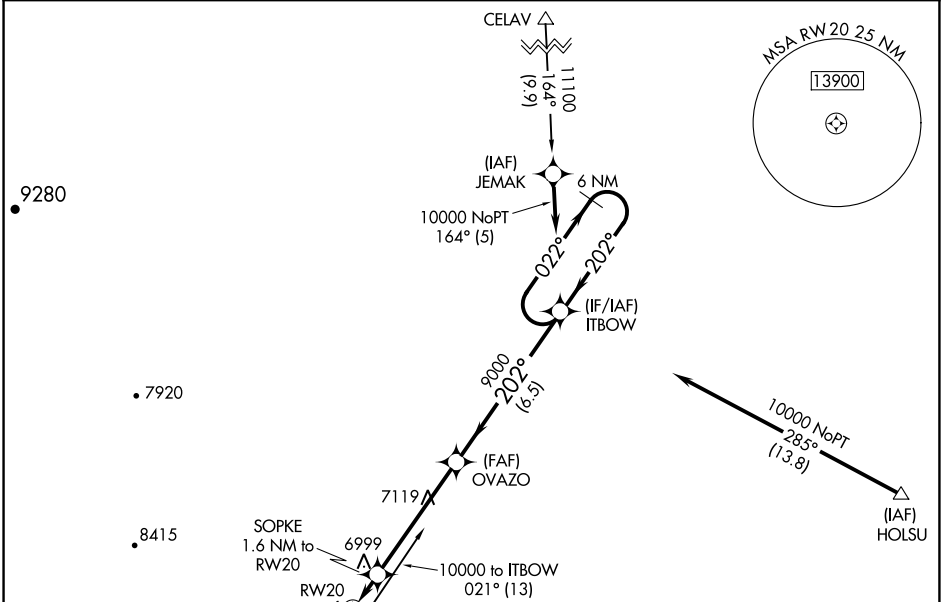 CELAV
MSA RW 20 25 NM
13900
11100
164°
(9.9)
(IAF)
JEMAK
6 NM
9280
10000 NoPT
164° (5)
022°
202°
(IF/IAF)
ITBOW
9000
202°
(6.5)
7920
10000 NoPT
285°
(13.8)
(FAF)
OVAZO
7119
(IAF)
HOLSU
8415
SOPKE
1.6 NM to
RW20
6999
10000 to ITBOW
021° (13)
RW20